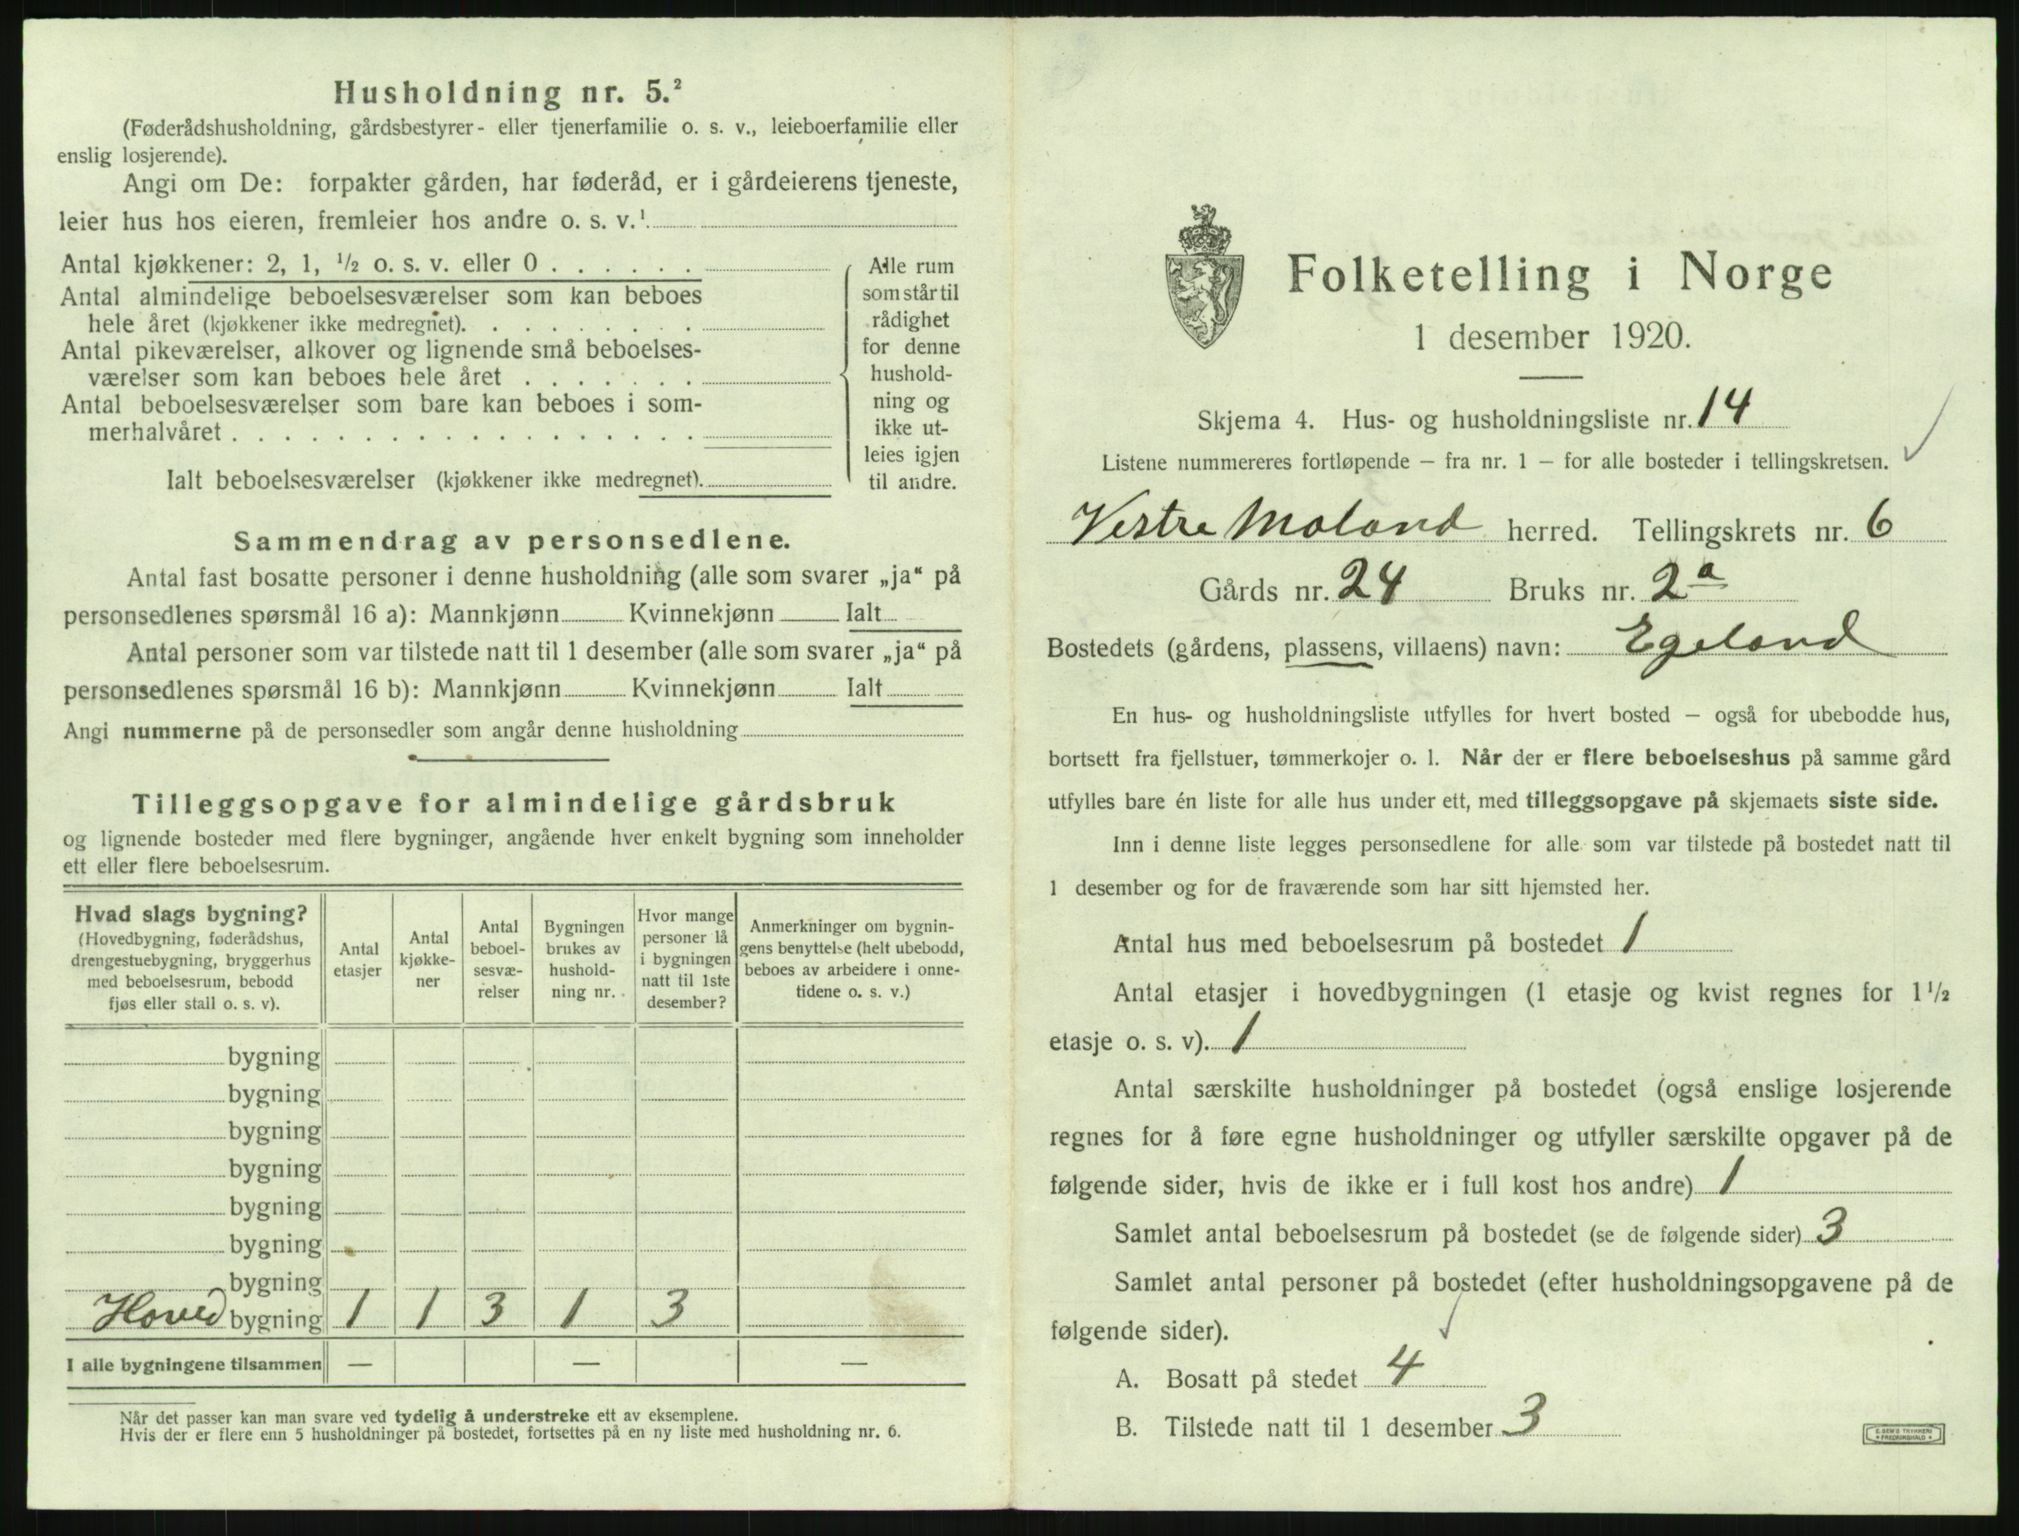 Husholdning nr. 5.²
(Føderådshusholdning, gårdsbestyrer- eller tjenerfamilie o. s. v., leieboerfamilie eller
enslig losjerende).
Angi om De: forpakter gården, har føderåd, er i gårdeierens tjeneste,
leier hus hos eieren, fremleier hos andre o. s. v.¹
Antal kjøkkener: 2, 1, ½ o. s. v. eller 0 . . . . . .
Antal almindelige beboelsesværelser som kan beboes
hele året (kjøkkener ikke medregnet). . . . . . . . .
Antal pikeværelser, alkover og lignende små beboelses-
værelser som kan beboes hele året . . . . . . .
Antal beboelsesværelser som bare kan beboes i som-
merhalvåret . . . . . . . . . . . . . . . . . .
Ialt beboelsesværelser (kjøkkener ikke medregnet).
Alle rum
som står til
rådighet
for denne
hushold-
ning og
ikke ut-
leies igjen
til andre.
Sammendrag av personsedlene.
Antal fast bosatte personer i denne husholdning (alle som svarer „ja“ på
personsedlenes spørsmål 16 a): Mannkjønn Kvinnekjønn Ialt
Antal personer som var tilstede natt til 1 desember (alle som svarer „ja“ på
personsedlenes spørsmål 16 b): Mannkjønn Kvinnekjønn Ialt
Angi nummerne på de personsedler som angår denne husholdning
Tilleggsopgave for almindelige gårdsbruk
og lignende bosteder med flere bygninger, angående hver enkelt bygning som inneholder
ett eller flere beboelsesrum.
Hvad slags bygning?
(Hovedbygning, føderådshus,
drengestuebygning, bryggerhus
med beboelsesrum, bebodd
fjøs eller stall o. s. v).
Antal
etasjer
Antal
kjøkke-
ner
Antal
beboel-
sesvæ-
relser
Bygningen
brukes av
hushold-
ning nr.
Hvor mange
personer lå
i bygningen
natt til 1ste
desember?
Anmerkninger om bygnin-
gens benyttelse (helt ubebodd,
beboes av arbeidere i onne-
tidene o. s. v.)
bygning
bygning
bygning
bygning
bygning
bygning
bygning
Hoved bygning 1 1 3 1 3
I alle bygningene tilsammen — — —
Når det passer kan man svare ved tydelig å understreke ett av eksemplene.
Hvis der er flere enn 5 husholdninger på bostedet, fortsettes på en ny liste med husholdning nr. 6.
Folketelling i Norge
1 desember 1920.
Skjema 4. Hus- og husholdningsliste nr. 14
Listene nummereres fortløpende – fra nr. 1 – for alle bosteder i tellingskretsen.
Vestre Moland herred. Tellingskrets nr. 6
Gårds nr. 24 Bruks nr. 2a
Bostedets (gårdens, plassens, villaens) navn: Egeland
En hus- og husholdningsliste utfylles for hvert bosted – også for ubebodde hus,
bortsett fra fjellstuer, tømmerkojer o. l. Når der er flere beboelseshus på samme gård
utfylles bare én liste for alle hus under ett, med tilleggsopgave på skjemaets siste side.
Inn i denne liste legges personsedlene for alle som var tilstede på bostedet natt til
1 desember og for de fraværende som har sitt hjemsted her.
Antal hus med beboelsesrum på bostedet 1
Antal etasjer i hovedbygningen (1 etasje og kvist regnes for 1½
etasje o. s. v). 1
Antal særskilte husholdninger på bostedet (også enslige losjerende
regnes for å føre egne husholdninger og utfyller særskilte opgaver på de
følgende sider, hvis de ikke er i full kost hos andre) 1
Samlet antal beboelsesrum på bostedet (se de følgende sider) 3
Samlet antal personer på bostedet (efter husholdningsopgavene på de
følgende sider).
A. Bosatt på stedet 4
B. Tilstede natt til 1 desember 3